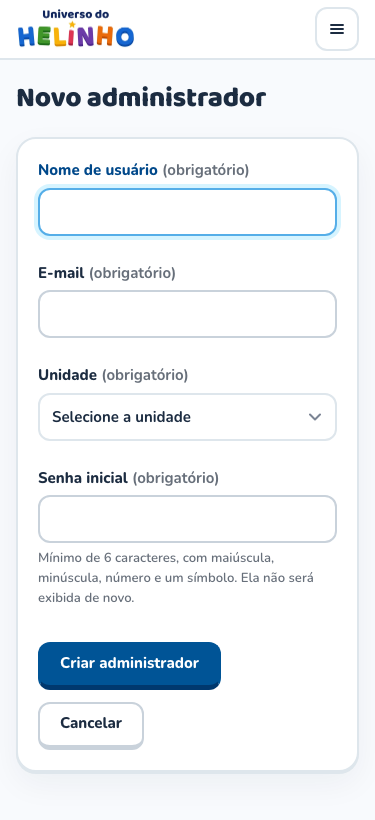 Universo do
HELINHO
Novo administrador
Nome de usuário (obrigatório)
E-mail (obrigatório)
Unidade (obrigatório)
Selecione a unidade
Senha inicial (obrigatório)
Mínimo de 6 caracteres, com maiúscula,
minúscula, número e um símbolo. Ela não será
exibida de novo.
Criar administrador
Cancelar